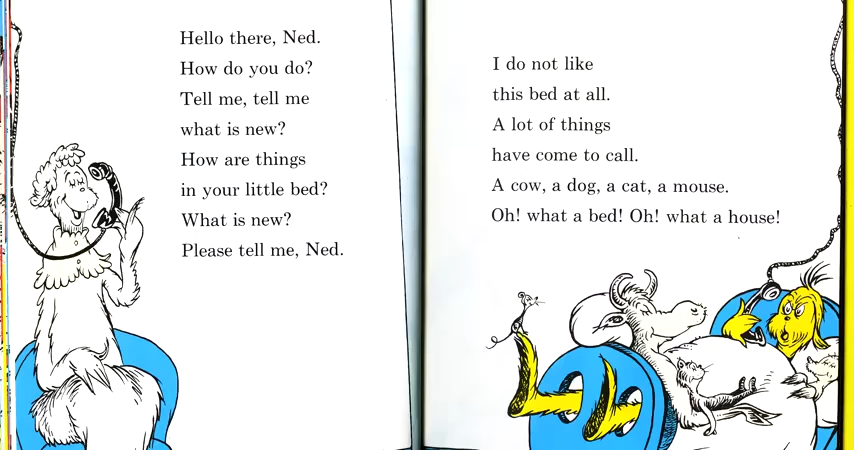 Hello there, Ned.
How do you do?
Tell me, tell me
what is new?
How are things
in your little bed?
What is new?
Please tell me, Ned.
I do not like
this bed at all.
A lot of things
have come to call.
A cow, a dog, a cat, a mouse.
Oh! what a bed! Oh! what a house!